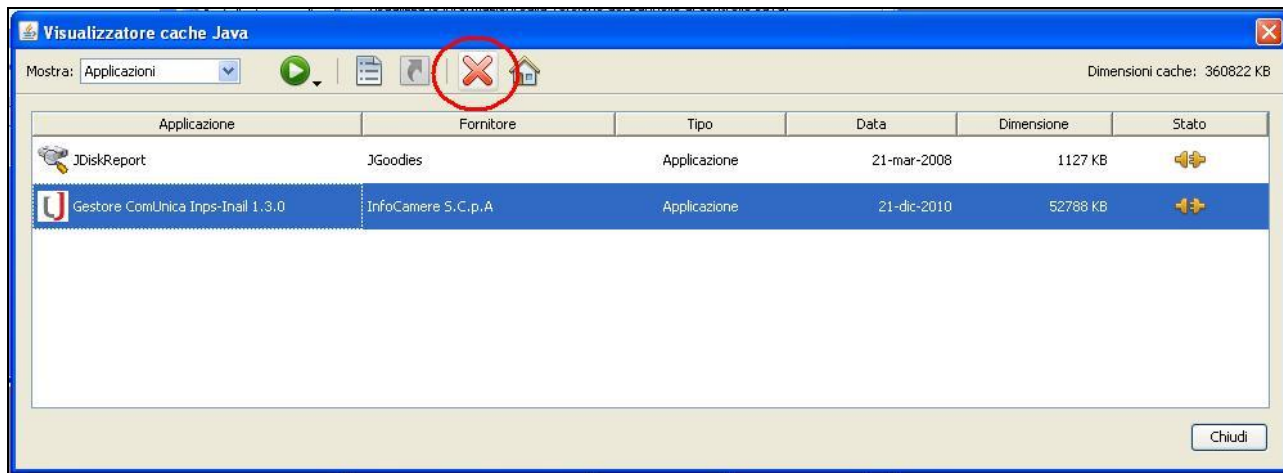 Visualizzatore cache Java
Mostra: Applicazioni Dimensioni cache: 360822 KB
Applicazione Fornitore Tipo Data Dimensione Stato
JDiskReport JGoodies Applicazione 21-mar-2008 1127 KB
Gestore ComUnica Inps-Inail 1.3.0 InfoCamere S.C.p.A Applicazione 21-dic-2010 52788 KB
Chiudi